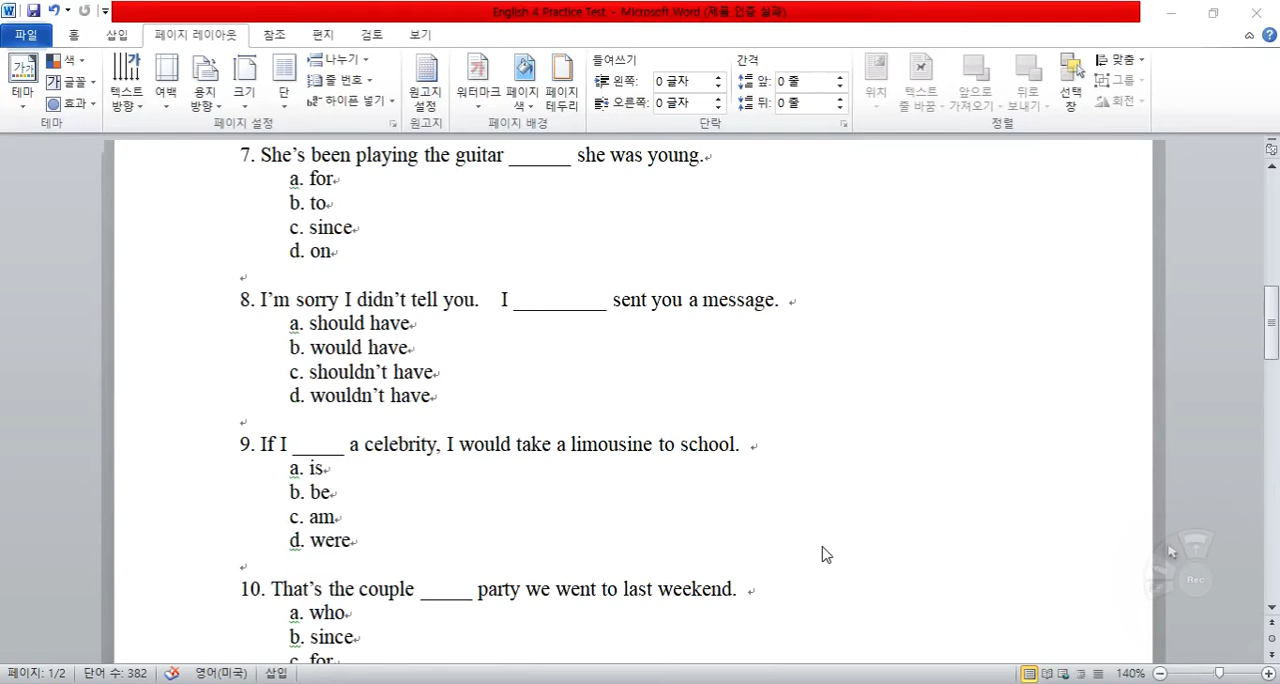 English 4 Practice Test - Microsoft Word (제품 인증 실패)
파일 홈 삽입 페이지 레이아웃 참조 편지 검토 보기
테마
색
글꼴
효과
테마
텍스트 방향
여백
용지 방향
크기
단
나누기
줄 번호
하이픈 넣기
페이지 설정
원고지 설정
원고지
워터마크
페이지 색
페이지 테두리
페이지 배경
들여쓰기
왼쪽: 0 글자
오른쪽: 0 글자
간격
앞: 0 줄
뒤: 0 줄
단락
위치
텍스트 줄 바꿈
앞으로 가져오기
뒤로 보내기
선택 창
맞춤
그룹
회전
정렬
7. She's been playing the guitar ______ she was young.
a. for
b. to
c. since
d. on
8. I'm sorry I didn't tell you. I _________ sent you a message.
a. should have
b. would have
c. shouldn't have
d. wouldn't have
9. If I _____ a celebrity, I would take a limousine to school.
a. is
b. be
c. am
d. were
10. That's the couple _____ party we went to last weekend.
a. who
b. since
c. for
Rec
페이지: 1/2 단어 수: 382 영어(미국) 삽입 140%